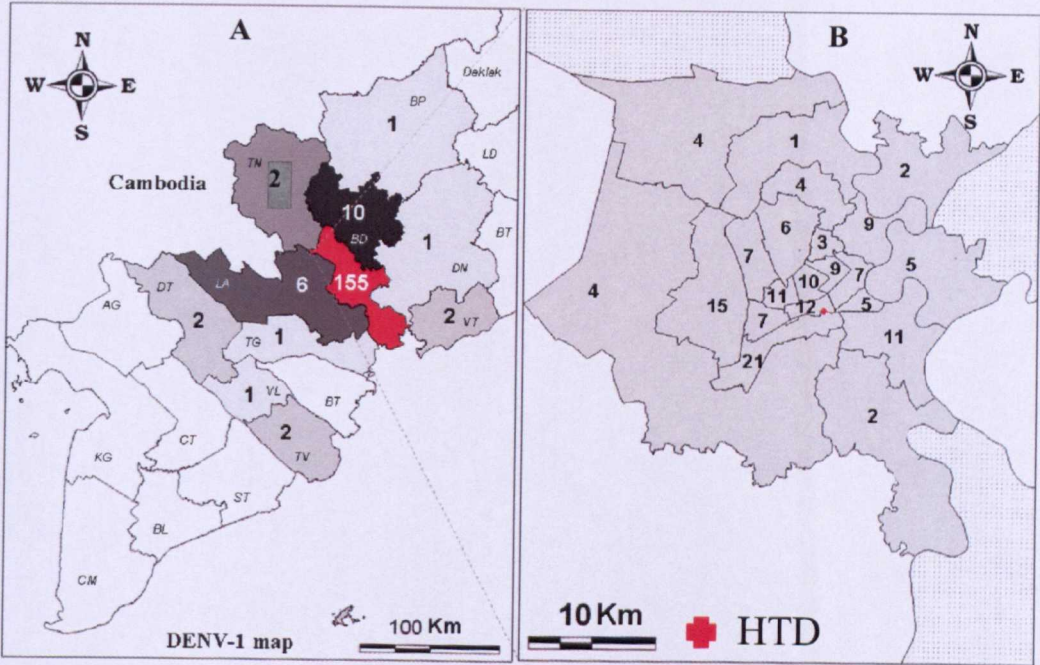 A
N
W
E
S
Daklak
BP
1
LD
TN
Cambodia
2
10
BD
1
BT
DN
155
LA
6
AG
DT
2
2
VT
TG
1
1
VL
BT
2
TV
CT
KG
ST
BL
CM
DENV-1 map
100 Km
B
N
W
E
S
4
1
2
4
9
6
3
7
9
7
5
10
4
11
15
12
5
7
11
21
2
10 Km
HTD